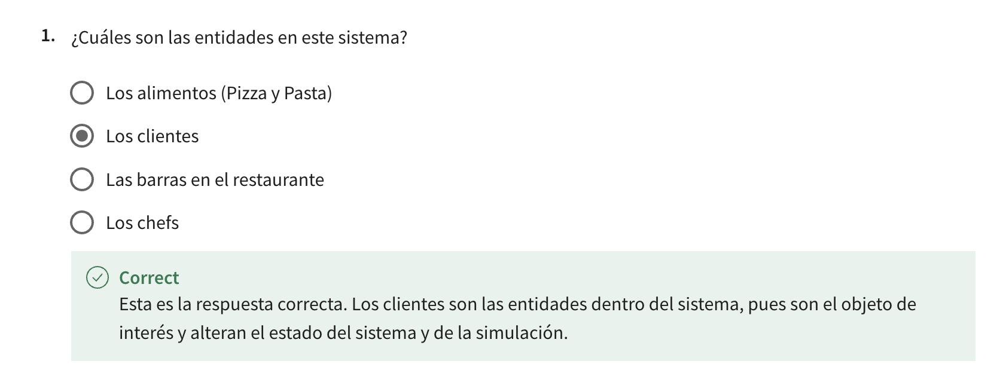 1. ¿Cuáles son las entidades en este sistema?
Los alimentos (Pizza y Pasta)
Los clientes
Las barras en el restaurante
Los chefs
Correct
Esta es la respuesta correcta. Los clientes son las entidades dentro del sistema, pues son el objeto de
interés y alteran el estado del sistema y de la simulación.